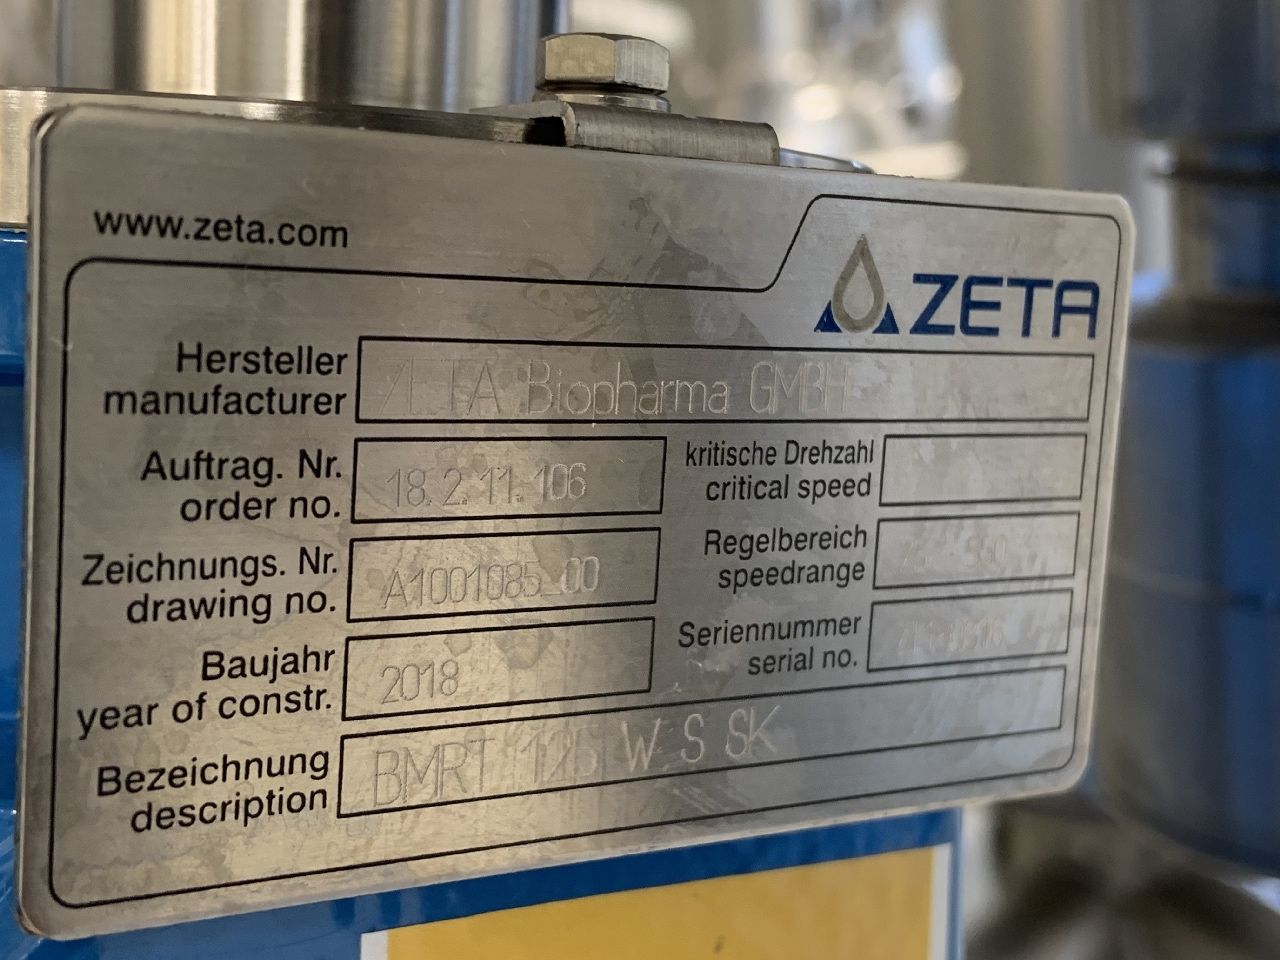 www.zeta.com
ZETA
Hersteller
manufacturer
ZETA Biopharma GMBH
Auftrag. Nr.
order no.
18.2.11.106
kritische Drehzahl
critical speed
Zeichnungs. Nr.
drawing no.
A1001085_00
Regelbereich
speedrange
Baujahr
year of constr.
2018
Seriennummer
serial no.
Bezeichnung
description
BMRT 125 W S SK